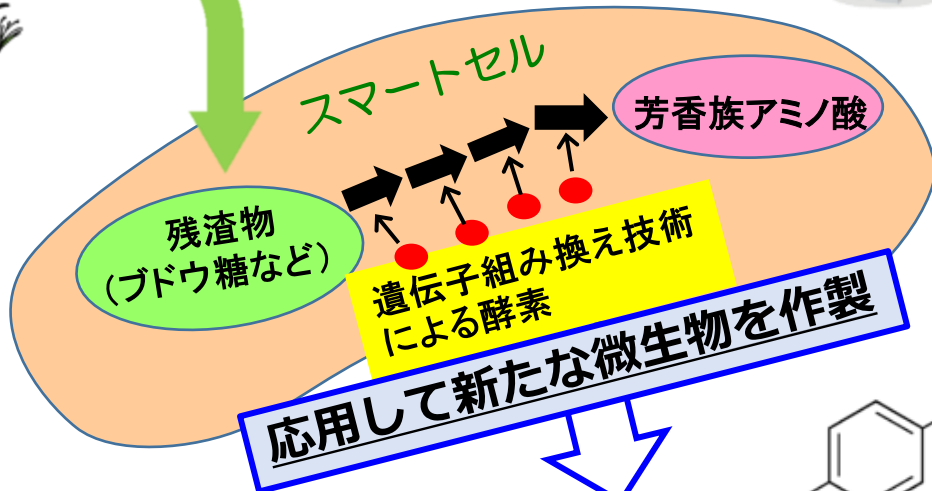 スマートセル
芳香族アミノ酸
残渣物
(ブドウ糖など)
遺伝子組み換え技術
による酵素
応用して新たな微生物を作製